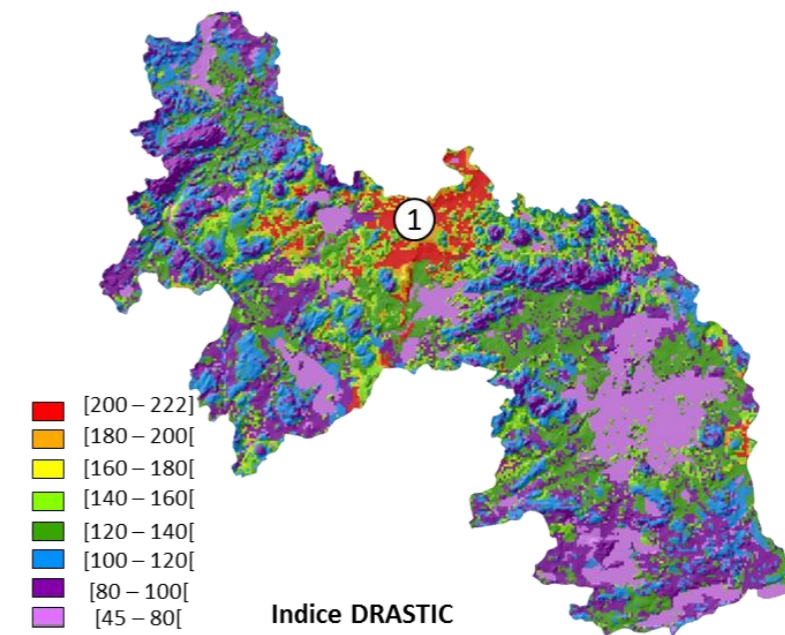 1
[200 – 222]
[180 – 200[
[160 – 180[
[140 – 160[
[120 – 140[
[100 – 120[
[80 – 100[
[45 – 80[
Indice DRASTIC